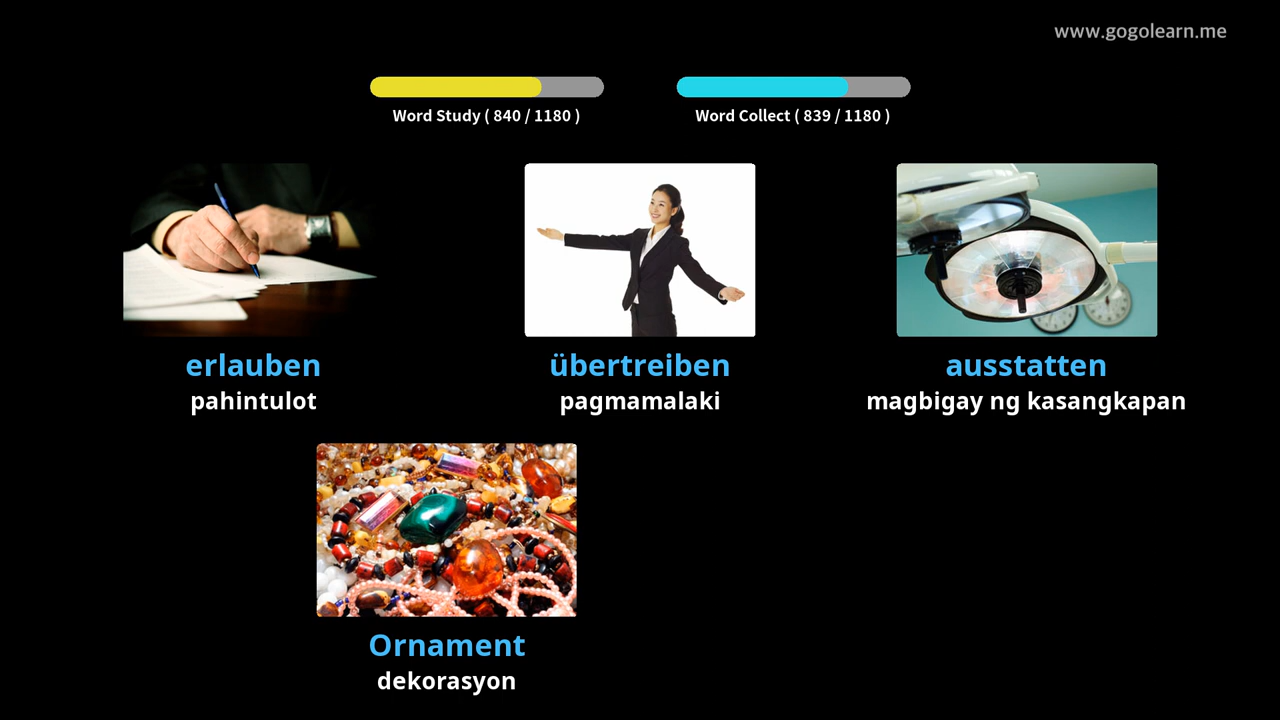 www.gogolearn.me
Word Study ( 840 / 1180 )
Word Collect ( 839 / 1180 )
erlauben
pahintulot
übertreiben
pagmamalaki
ausstatten
magbigay ng kasangkapan
Ornament
dekorasyon